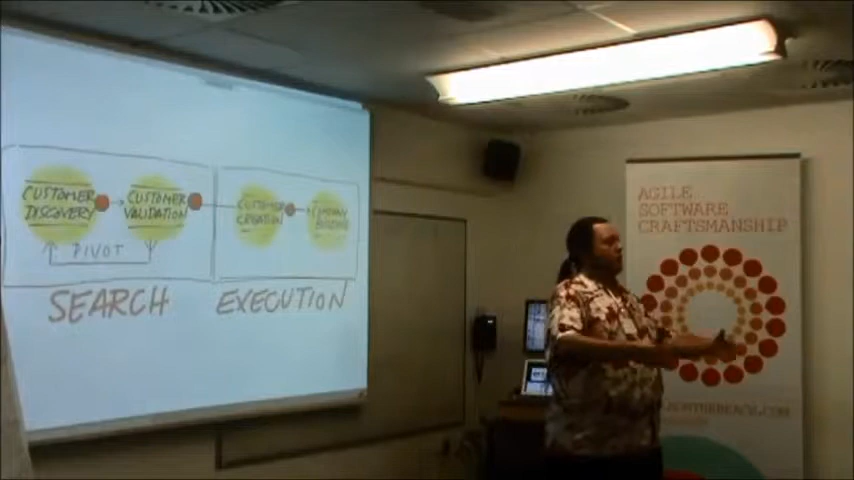 CUSTOMER
DISCOVERY
CUSTOMER
VALIDATION
CUSTOMER
CREATION
COMPANY
BUILDING
PIVOT
SEARCH
EXECUTION
AGILE
SOFTWARE
CRAFTSMANSHIP